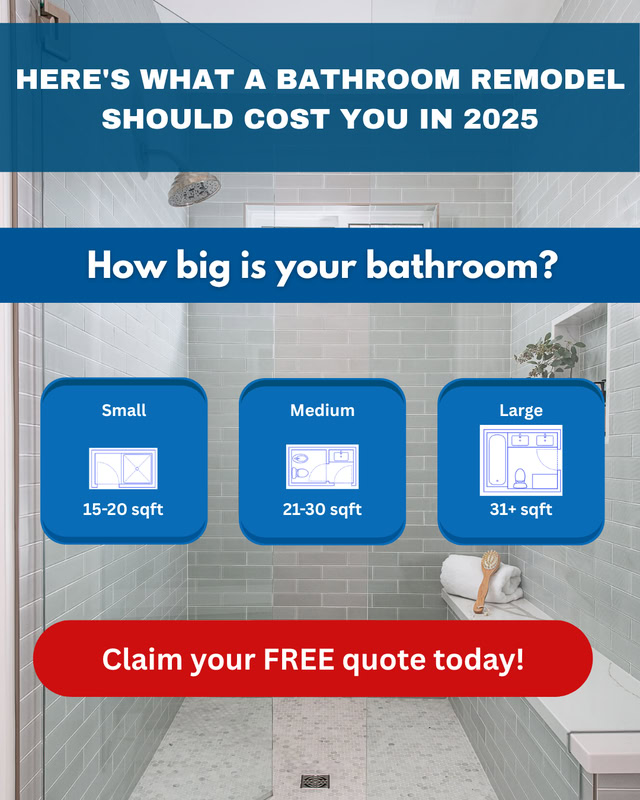 HERE'S WHAT A BATHROOM REMODEL
SHOULD COST YOU IN 2025
How big is your bathroom?
Small
15-20 sqft
Medium
21-30 sqft
Large
31+ sqft
Claim your FREE quote today!